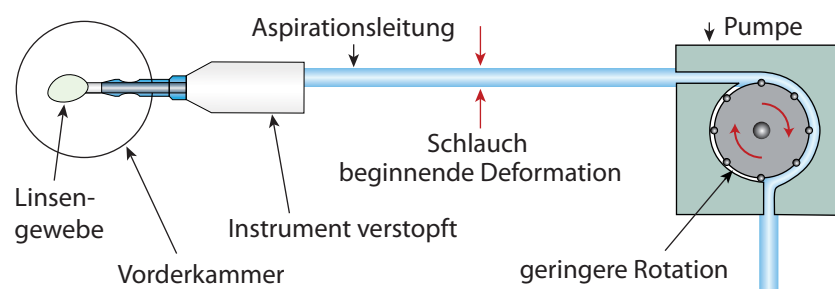 Aspirationsleitung
Pumpe
Schlauch
beginnende Deformation
Linsen-
gewebe
Instrument verstopft
Vorderkammer
geringere Rotation